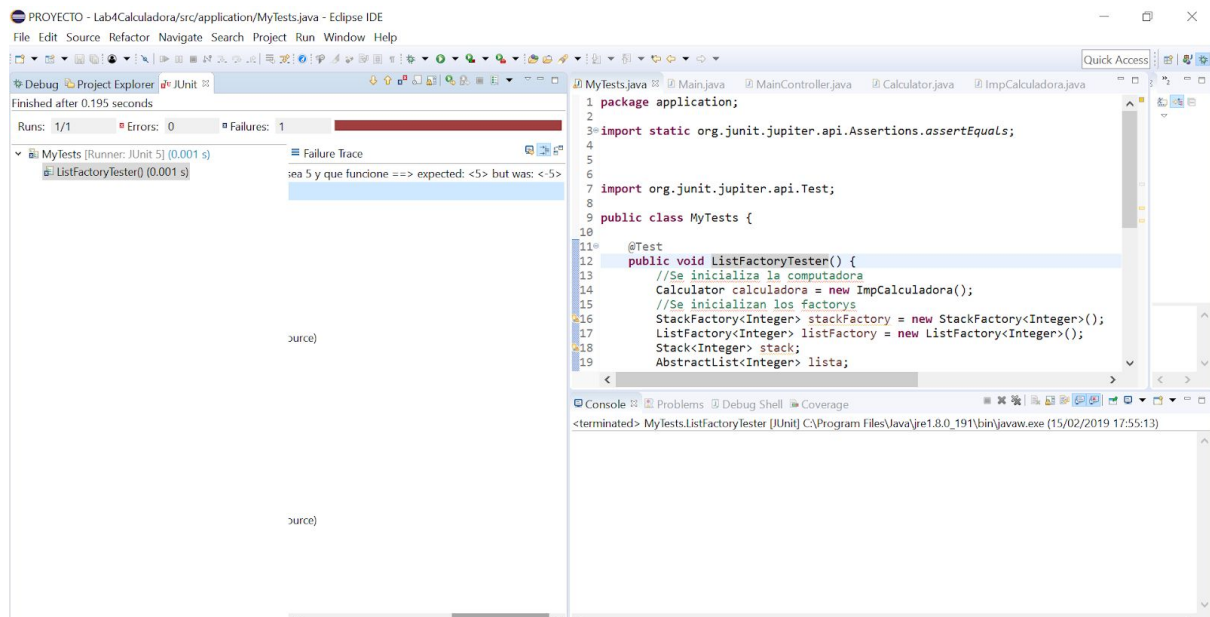 PROYECTO - Lab4Calculadora/src/application/MyTests.java - Eclipse IDE
File Edit Source Refactor Navigate Search Project Run Window Help
Quick Access
Debug Project Explorer JUnit
Finished after 0.195 seconds
Runs: 1/1 Errors: 0 Failures: 1
MyTests [Runner: JUnit 5] (0.001 s)
ListFactoryTester() (0.001 s)
Failure Trace
sea 5 y que funcione ==> expected: <5> but was: <-5>
ource)
ource)
MyTests.java Main.java MainController.java Calculator.java ImpCalculadora.java
1 package application;
2
3 import static org.junit.jupiter.api.Assertions.assertEquals;
4
5
6
7 import org.junit.jupiter.api.Test;
8
9 public class MyTests {
10
11 @Test
12 public void ListFactoryTester() {
13 //Se inicializa la computadora
14 Calculator calculadora = new ImpCalculadora();
15 //Se inicializan los factorys
16 StackFactory<Integer> stackFactory = new StackFactory<Integer>();
17 ListFactory<Integer> listFactory = new ListFactory<Integer>();
18 Stack<Integer> stack;
19 AbstractList<Integer> lista;
Console Problems Debug Shell Coverage
<terminated> MyTests.ListFactoryTester [JUnit] C:\Program Files\Java\jre1.8.0_191\bin\javaw.exe (15/02/2019 17:55:13)